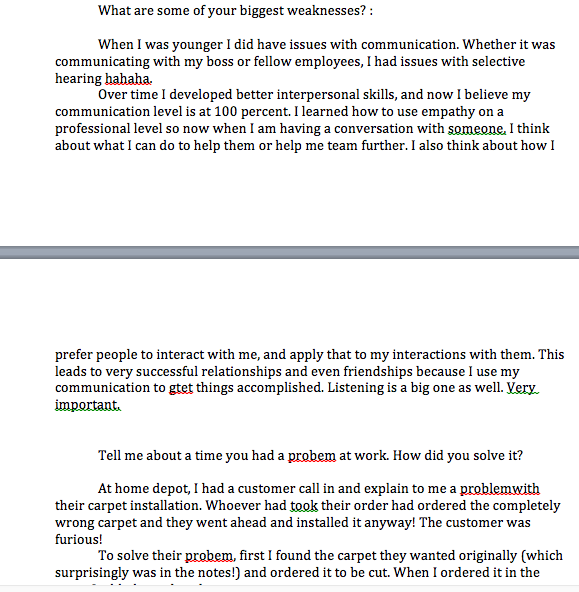 What are some of your biggest weaknesses? :
When I was younger I did have issues with communication. Whether it was
communicating with my boss or fellow employees, I had issues with selective
hearing hahaha.
Over time I developed better interpersonal skills, and now I believe my
communication level is at 100 percent. I learned how to use empathy on a
professional level so now when I am having a conversation with someone, I think
about what I can do to help them or help me team further. I also think about how I
prefer people to interact with me, and apply that to my interactions with them. This
leads to very successful relationships and even friendships because I use my
communication to gtet things accomplished. Listening is a big one as well. Very
important.
Tell me about a time you had a probem at work. How did you solve it?
At home depot, I had a customer call in and explain to me a problemwith
their carpet installation. Whoever had took their order had ordered the completely
wrong carpet and they went ahead and installed it anyway! The customer was
furious!
To solve their probem, first I found the carpet they wanted originally (which
surprisingly was in the notes!) and ordered it to be cut. When I ordered it in the